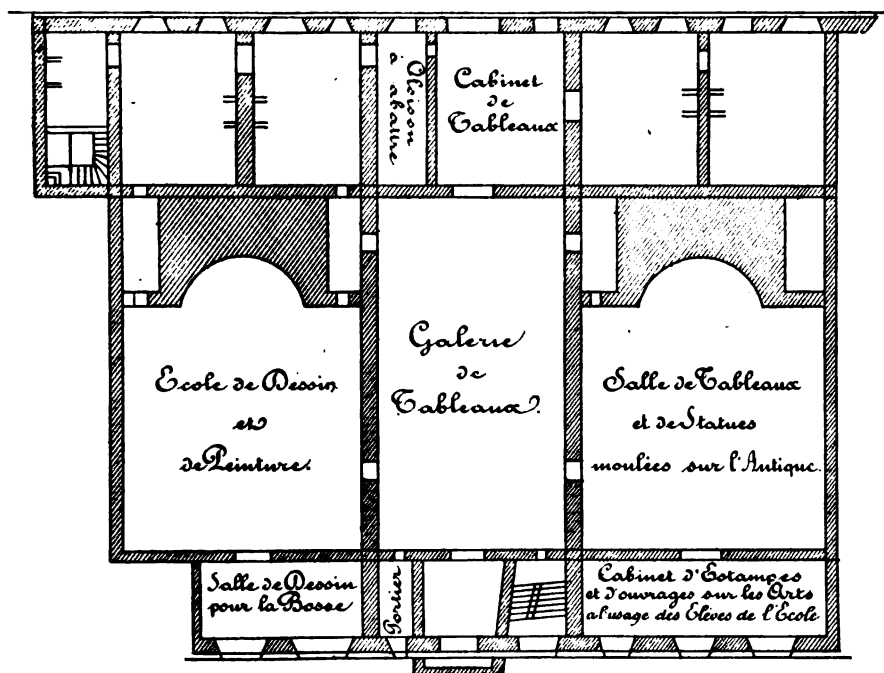 Cloison
à abattre
Cabinet
de
Tableaux
Ecole de Dessin
et
de Peinture.
Galerie
de
Tableaux.
Salle de Tableaux
et de Statues
moulées sur l'Antique.
Salle de Dessin
pour la Bosse
Portier
Cabinet d'Estampes
et d'ouvrages sur les Arts
a l'usage des Elèves de l'Ecole